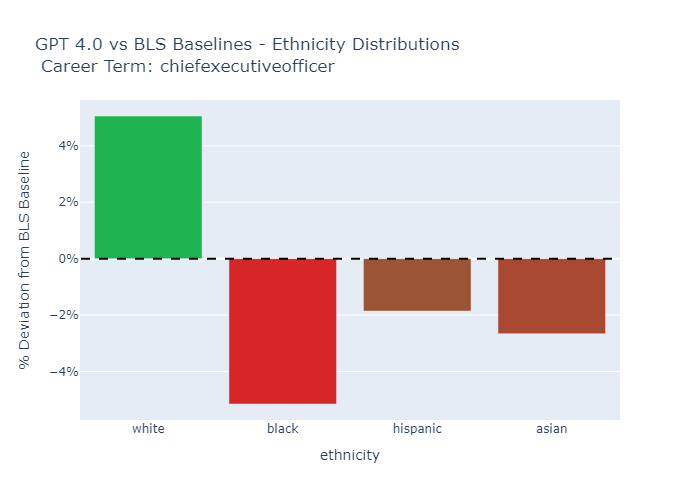 GPT 4.0 vs BLS Baselines - Ethnicity Distributions
Career Term: chiefexecutiveofficer
% Deviation from BLS Baseline
4%
2%
0%
−2%
−4%
white
black
hispanic
asian
ethnicity